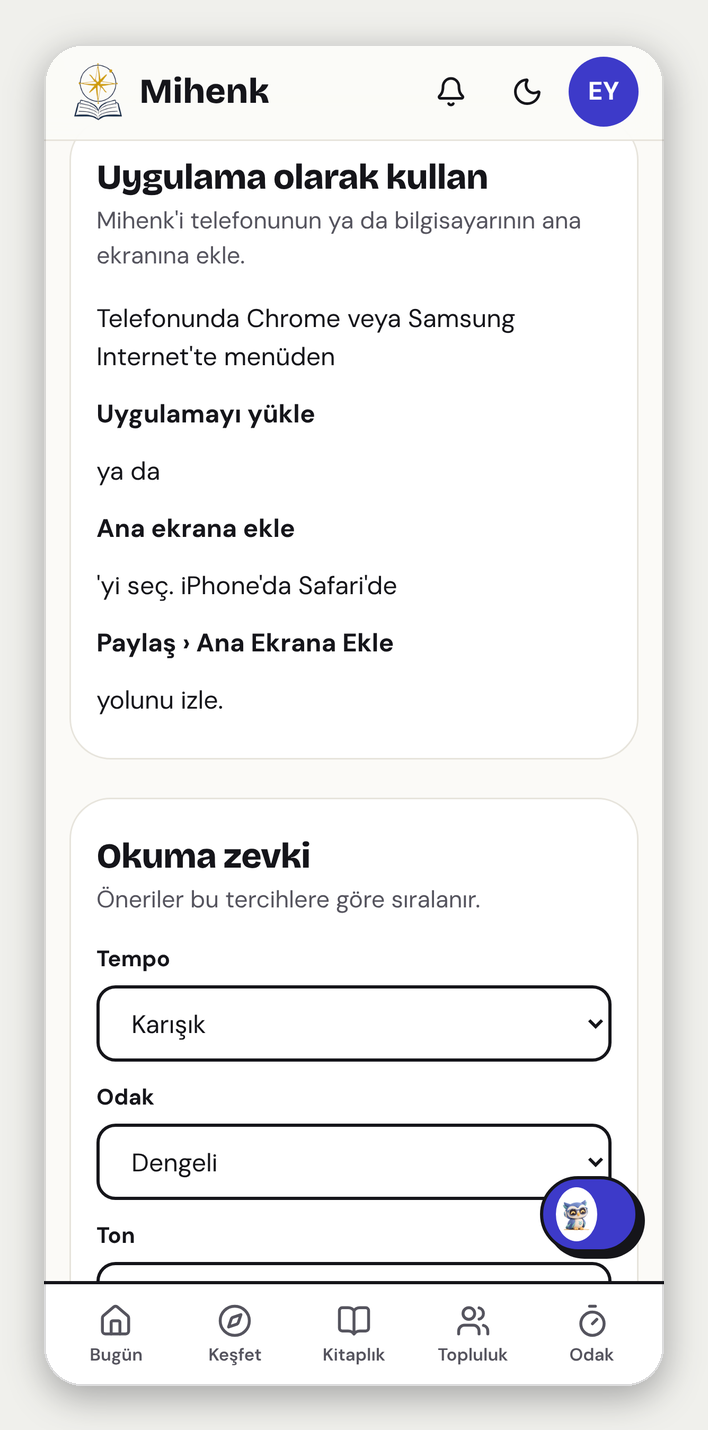 Mihenk
EY
Uygulama olarak kullan
Mihenk'i telefonunun ya da bilgisayarının ana
ekranına ekle.
Telefonunda Chrome veya Samsung
Internet'te menüden
Uygulamayı yükle
ya da
Ana ekrana ekle
'yi seç. iPhone'da Safari'de
Paylaş › Ana Ekrana Ekle
yolunu izle.
Okuma zevki
Öneriler bu tercihlere göre sıralanır.
Tempo
Karışık
Odak
Dengeli
Ton
Bugün
Keşfet
Kitaplık
Topluluk
Odak